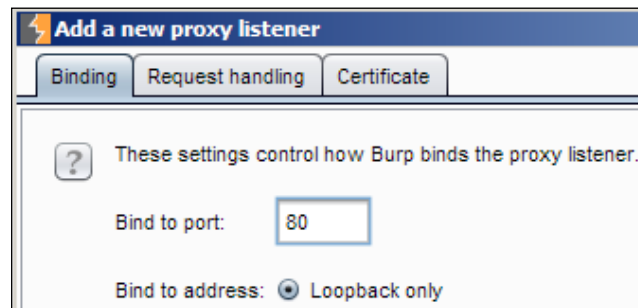 Add a new proxy listener
Binding Request handling Certificate
? These settings control how Burp binds the proxy listener.
Bind to port: 80
Bind to address: Loopback only